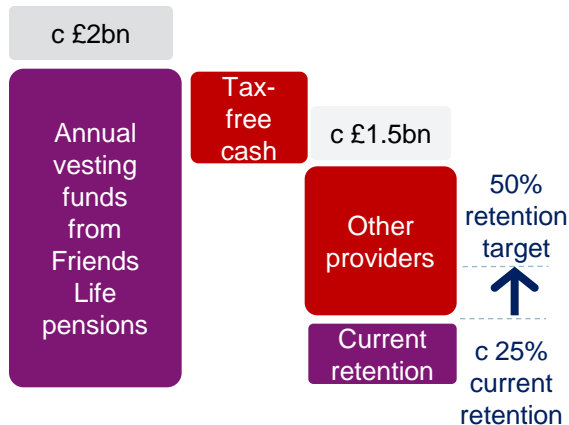 c £2bn
Annual
vesting
funds
from
Friends
Life
pensions
Tax-
free
cash
c £1.5bn
Other
providers
Current
retention
50%
retention
target
c 25%
current
retention